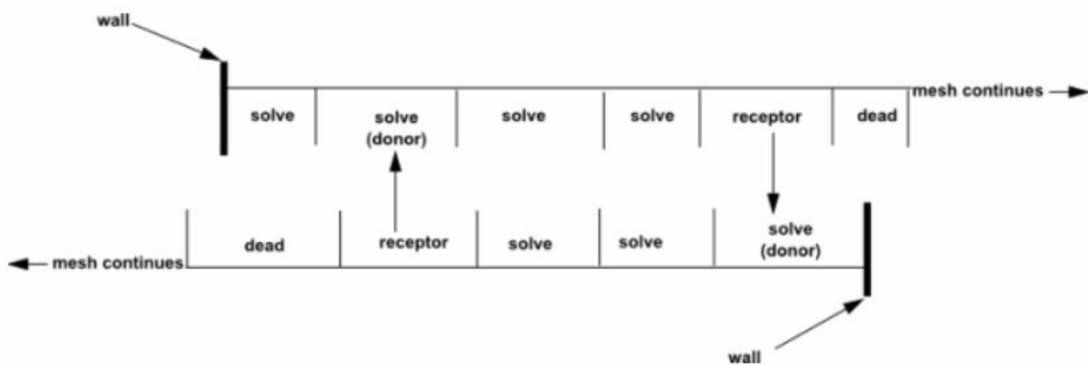 wall
mesh continues
solve solve (donor) solve solve receptor dead
dead receptor solve solve solve (donor)
mesh continues
wall